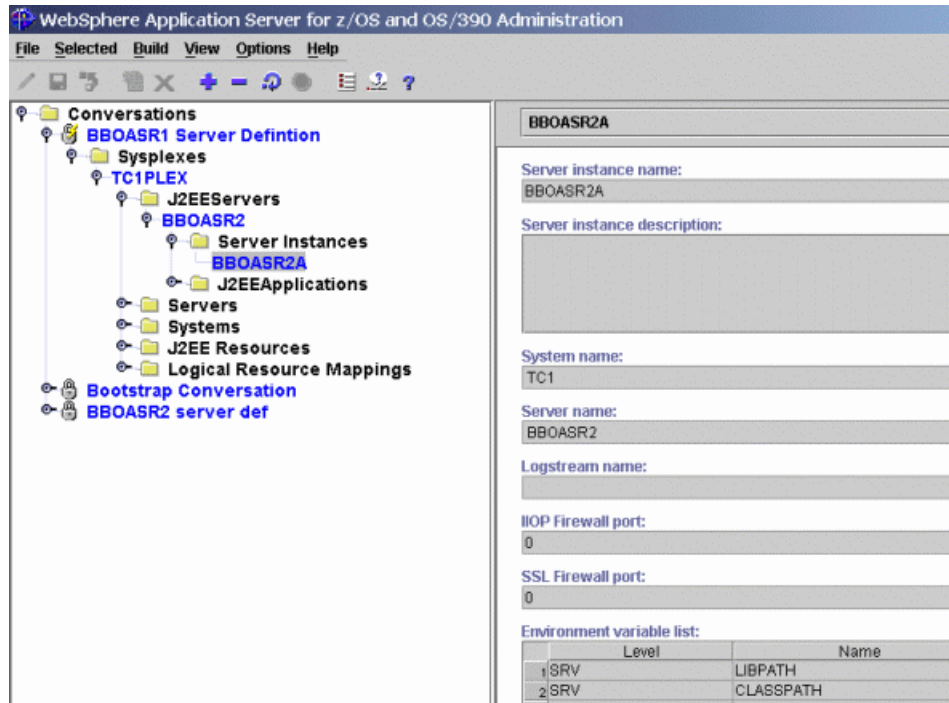 WebSphere Application Server for z/OS and OS/390 Administration
File Selected Build View Options Help
Conversations
BBOASR1 Server Defintion
Sysplexes
TC1PLEX
J2EEServers
BBOASR2
Server Instances
BBOASR2A
J2EEApplications
Servers
Systems
J2EE Resources
Logical Resource Mappings
Bootstrap Conversation
BBOASR2 server def
BBOASR2A
Server instance name:
BBOASR2A
Server instance description:
System name:
TC1
Server name:
BBOASR2
Logstream name:
IIOP Firewall port:
0
SSL Firewall port:
0
Environment variable list:
Level Name
1 SRV LIBPATH
2 SRV CLASSPATH